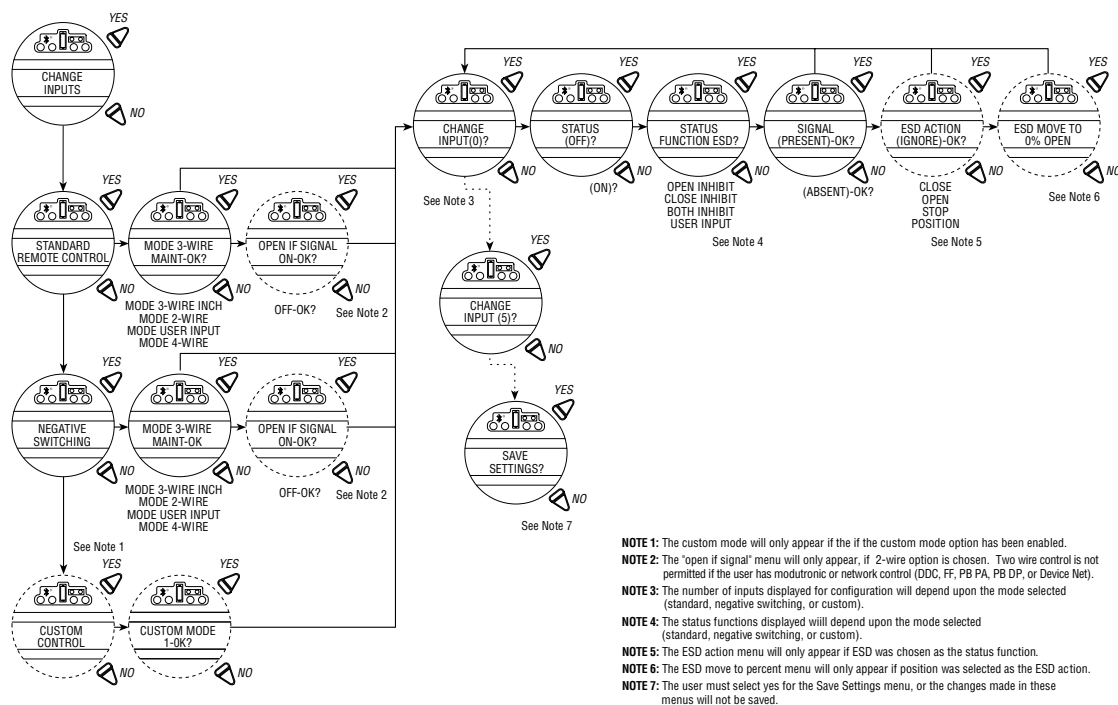 YES
CHANGE
INPUTS
NO
YES
STANDARD
REMOTE CONTROL
NO
YES
MODE 3-WIRE
MAINT-OK?
NO
MODE 3-WIRE INCH
MODE 2-WIRE
MODE USER INPUT
MODE 4-WIRE
YES
OPEN IF SIGNAL
ON-OK?
NO
OFF-OK?
See Note 2
YES
NEGATIVE
SWITCHING
NO
YES
MODE 3-WIRE
MAINT-OK
NO
MODE 3-WIRE INCH
MODE 2-WIRE
MODE USER INPUT
MODE 4-WIRE
YES
OPEN IF SIGNAL
ON-OK?
NO
OFF-OK?
See Note 2
See Note 1
YES
CUSTOM
CONTROL
NO
YES
CUSTOM MODE
1-OK?
NO
YES
CHANGE
INPUT(0)?
NO
See Note 3
YES
STATUS
(OFF)?
NO
(ON)?
YES
STATUS
FUNCTION ESD?
NO
OPEN INHIBIT
CLOSE INHIBIT
BOTH INHIBIT
USER INPUT
See Note 4
YES
SIGNAL
(PRESENT)-OK?
NO
(ABSENT)-OK?
YES
ESD ACTION
(IGNORE)-OK?
NO
CLOSE
OPEN
STOP
POSITION
See Note 5
YES
ESD MOVE TO
0% OPEN
NO
See Note 6
YES
CHANGE
INPUT (5)?
NO
YES
SAVE
SETTINGS?
NO
See Note 7
NOTE 1: The custom mode will only appear if the if the custom mode option has been enabled.
NOTE 2: The "open if signal" menu will only appear, if 2-wire option is chosen. Two wire control is not
permitted if the user has modutronic or network control (DDC, FF, PB PA, PB DP, or Device Net).
NOTE 3: The number of inputs displayed for configuration will depend upon the mode selected
(standard, negative switching, or custom).
NOTE 4: The status functions displayed wiill depend upon the mode selected
(standard, negative switching, or custom).
NOTE 5: The ESD action menu will only appear if ESD was chosen as the status function.
NOTE 6: The ESD move to percent menu will only appear if position was selected as the ESD action.
NOTE 7: The user must select yes for the Save Settings menu, or the changes made in these
menus will not be saved.